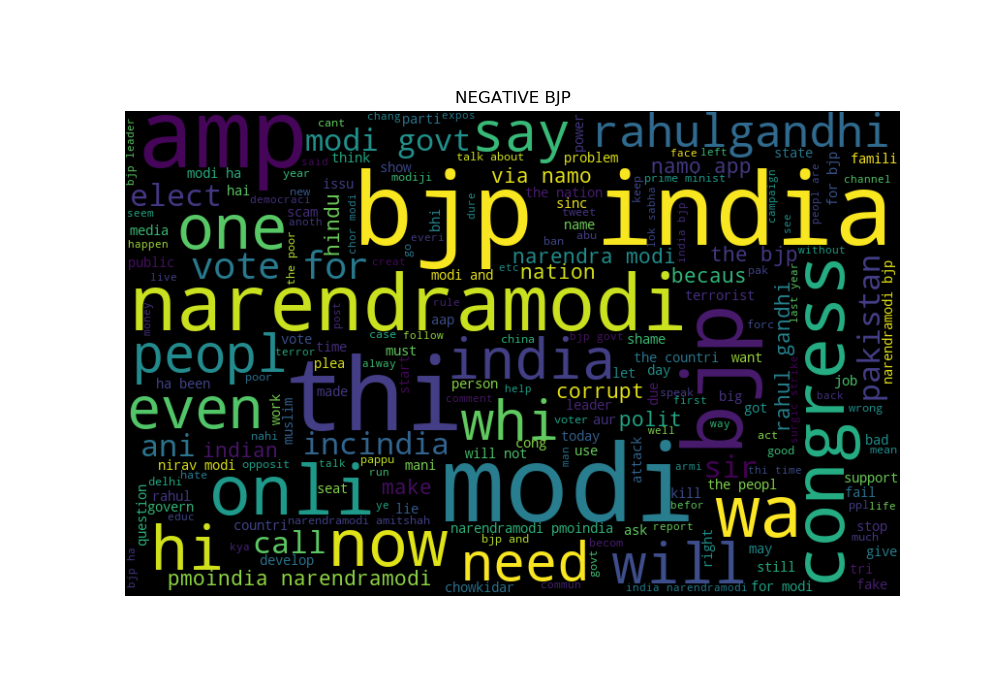 NEGATIVE BJP
bjp leader
amp
cant
chang
parti
expos
modi govt
say
power
rahulgandhi
said
think
talk about
problem
face
left
state
famili
modi ha
year
show
modiji
via namo
namo app
prime minist
for bjp
channel
elect
hai
issu
the nation
sinc
democraci
new
anoth
scam
hindu
chor modi
bhi
dure
tweet
name
lok sabha
india bjp
campaign
see
peopl are
seem
media
happen
one
the poor
go
everi
bjp india
ban
abu
narendra modi
the bjp
without
public
live
vote for
creat
modi and
etc
nation
becaus
pak
last year
pakistan
narendramodi bjp
money
narendramodi
post
rule
aap
terrorist
forc
congress
rahul gandhi
peopl
vote
terror
time
case
follow
alway
must
china
bjp govt
shame
india
the countri
want
let
day
ha been
poor
plea
made
start
thi
person
help
comment
corrupt
due
speak
bjp
big
first
job
back
even
work
muslim
whi
leader
voter
aur
polit
well
way
got
surgic strike
wrong
act
good
bad
mean
ani
nahi
indian
incindia
cong
will not
today
use
man
attack
armi
sir
thi time
nirav modi
opposit
talk
pappu
run
modi
kill
befor
the peopl
support
fail
ppl
life
hate
delhi
rahul
onli
seat
mani
make
ye
lie
question
govern
educ
countri
narendramodi amitshah
narendramodi pmoindia
ask
report
wa
stop
much
hi
call
now
bjp and
becom
right
may
give
kya
develop
need
govt
will
still
tri
bjp ha
pmoindia narendramodi
chowkidar
commun
india narendramodi
for modi
fake